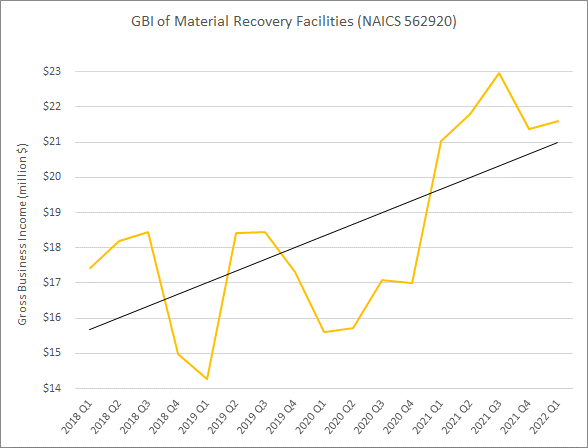 GBI of Material Recovery Facilities (NAICS 562920)
Gross Business Income (million $)
$23
$22
$21
$20
$19
$18
$17
$16
$15
$14
2018 Q1
2018 Q2
2018 Q3
2018 Q4
2019 Q1
2019 Q2
2019 Q3
2019 Q4
2020 Q1
2020 Q2
2020 Q3
2020 Q4
2021 Q1
2021 Q2
2021 Q3
2021 Q4
2022 Q1